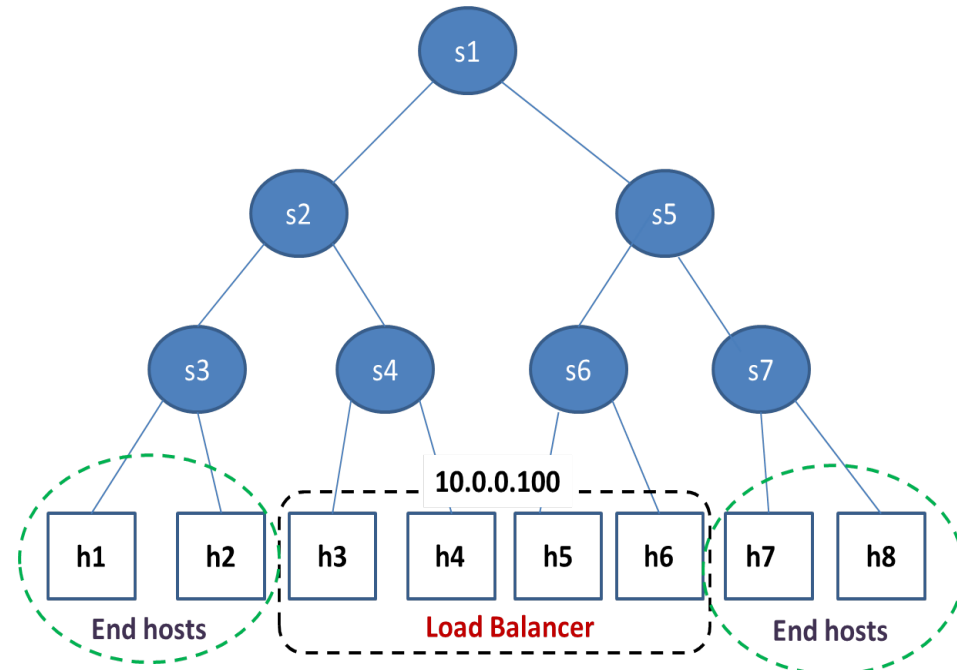 s1
s2
s5
s3
s4
s6
s7
10.0.0.100
h1
h2
h3
h4
h5
h6
h7
h8
End hosts
Load Balancer
End hosts